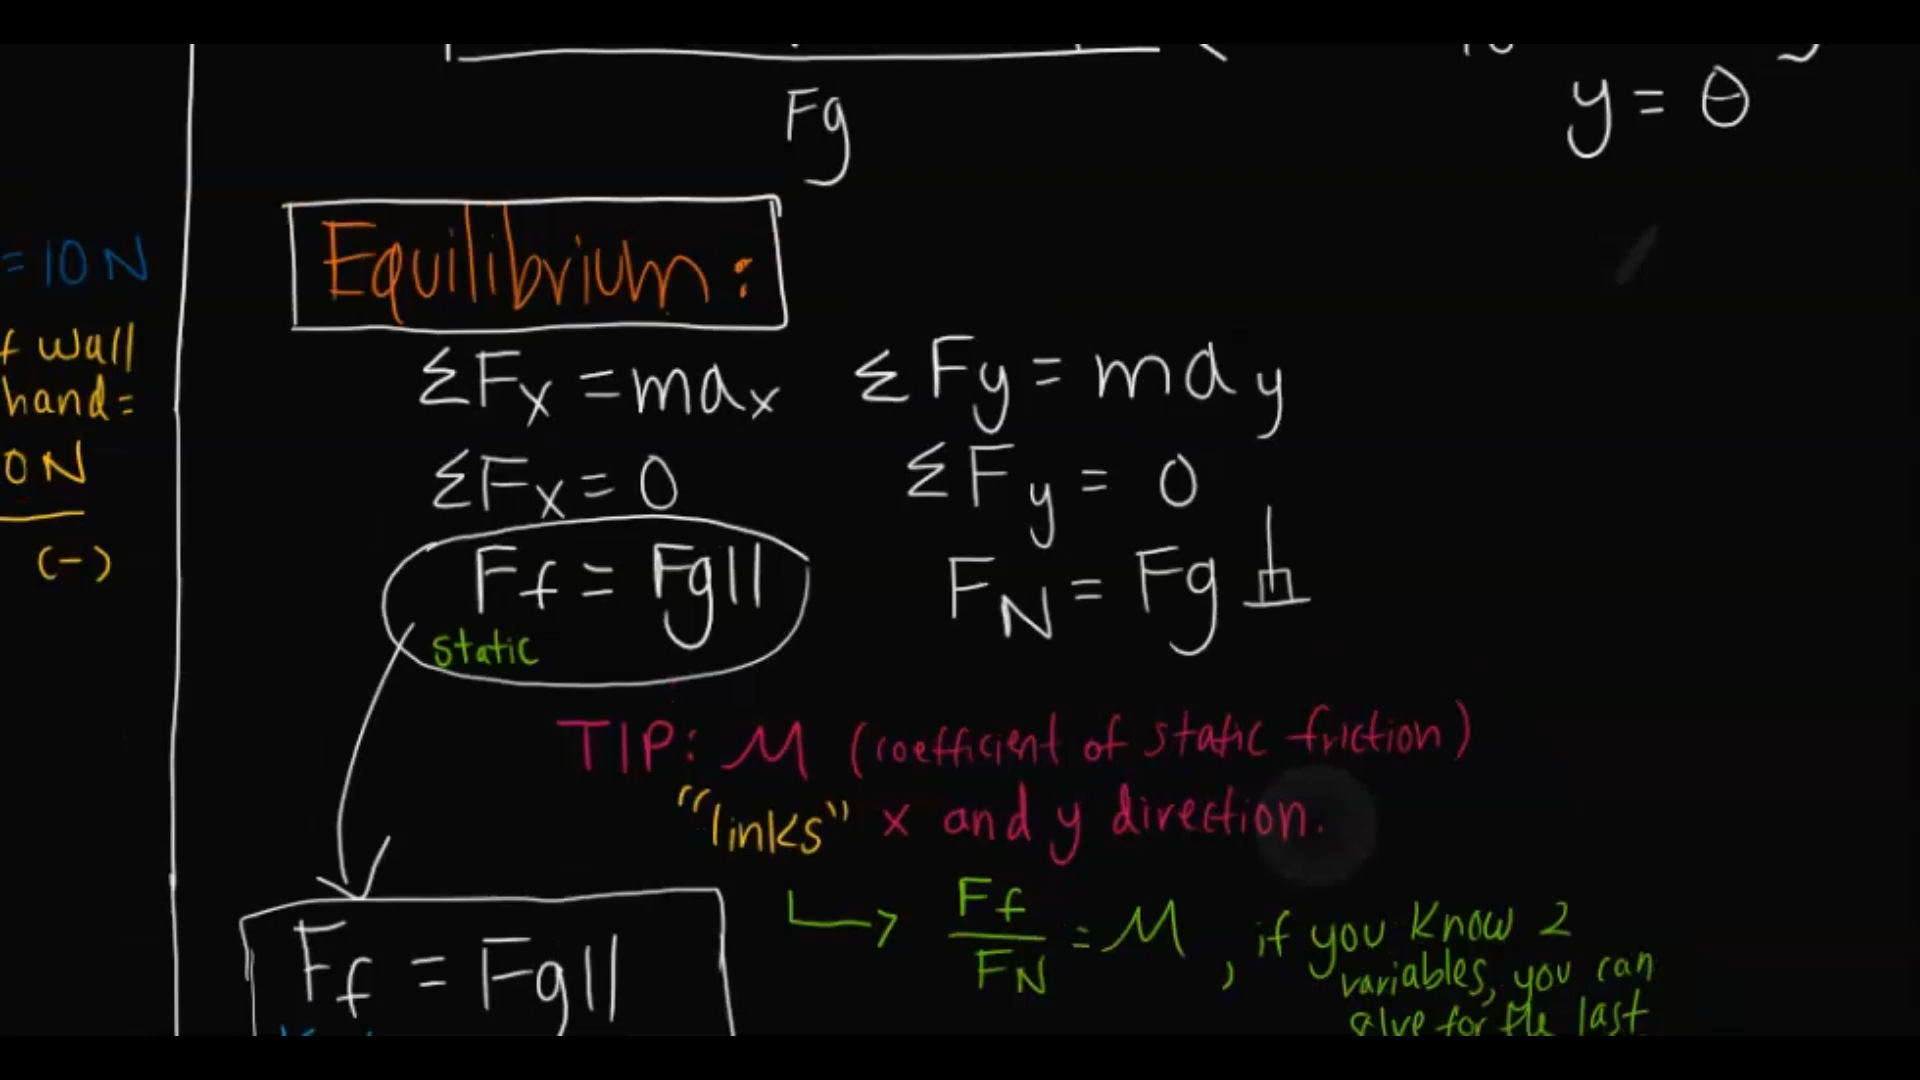 Fg
y = θ
= 10 N
f wall
hand =
0 N
(-)
Equilibrium:
ΣFx = max
ΣFy = may
ΣFx = 0
ΣFy = 0
Ff = Fg||
static
FN = Fg ⊥
TIP: μ (coefficient of static friction)
"links" x and y direction.
Ff/FN = μ, if you know 2
variables, you can
solve for the last
Ff = Fg||